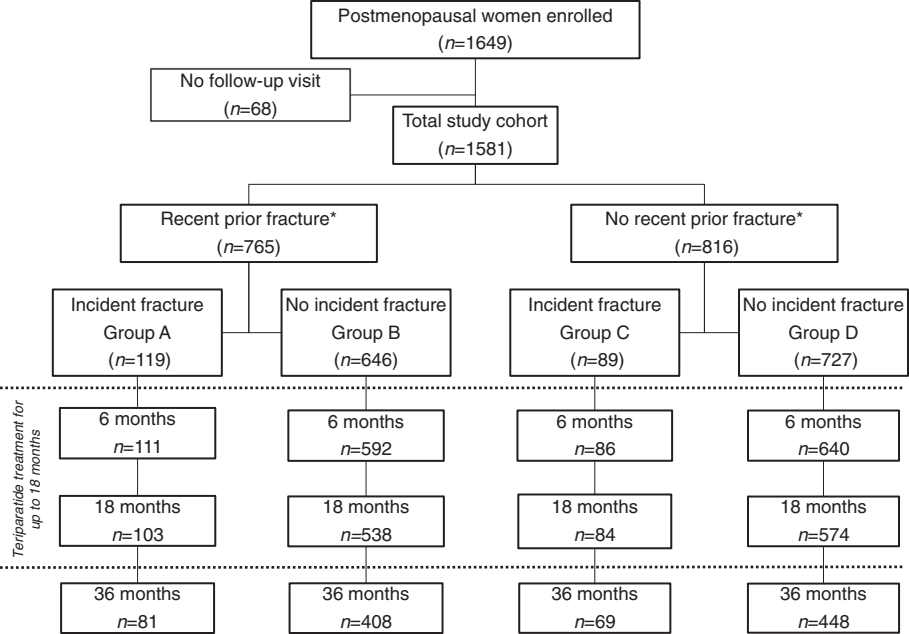 Postmenopausal women enrolled
(n=1649)
No follow-up visit
(n=68)
Total study cohort
(n=1581)
Recent prior fracture*
(n=765)
No recent prior fracture*
(n=816)
Incident fracture
Group A
(n=119)
No incident fracture
Group B
(n=646)
Incident fracture
Group C
(n=89)
No incident fracture
Group D
(n=727)
Teriparatide treatment for
up to 18 months
6 months
n=111
6 months
n=592
6 months
n=86
6 months
n=640
18 months
n=103
18 months
n=538
18 months
n=84
18 months
n=574
36 months
n=81
36 months
n=408
36 months
n=69
36 months
n=448